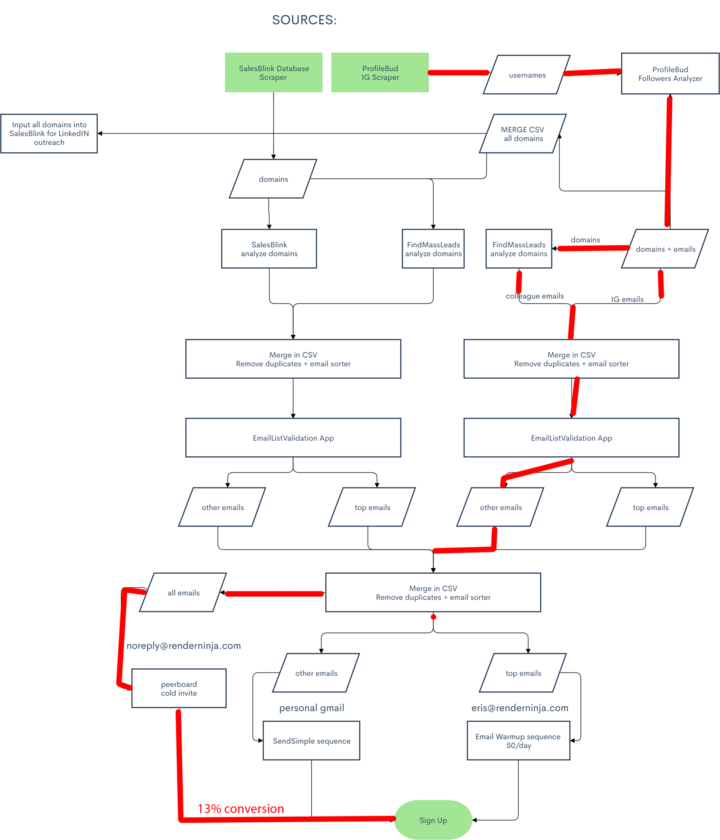 SOURCES:
SalesBlink Database
Scraper
ProfileBud
IG Scraper
usernames
ProfileBud
Followers Analyzer
Input all domains into
SalesBlink for LinkedIN
outreach
MERGE CSV
all domains
domains
SalesBlink
analyze domains
FindMassLeads
analyze domains
FindMassLeads
analyze domains
domains
domains + emails
colleague emails
IG emails
Merge in CSV
Remove duplicates + email sorter
Merge in CSV
Remove duplicates + email sorter
EmailListValidation App
EmailListValidation App
other emails
top emails
other emails
top emails
all emails
Merge in CSV
Remove duplicates + email sorter
noreply@renderninja.com
other emails
top emails
peerboard
cold invite
personal gmail
eris@renderninja.com
SendSimple sequence
Email Warmup sequence
50/day
13% conversion
Sign Up